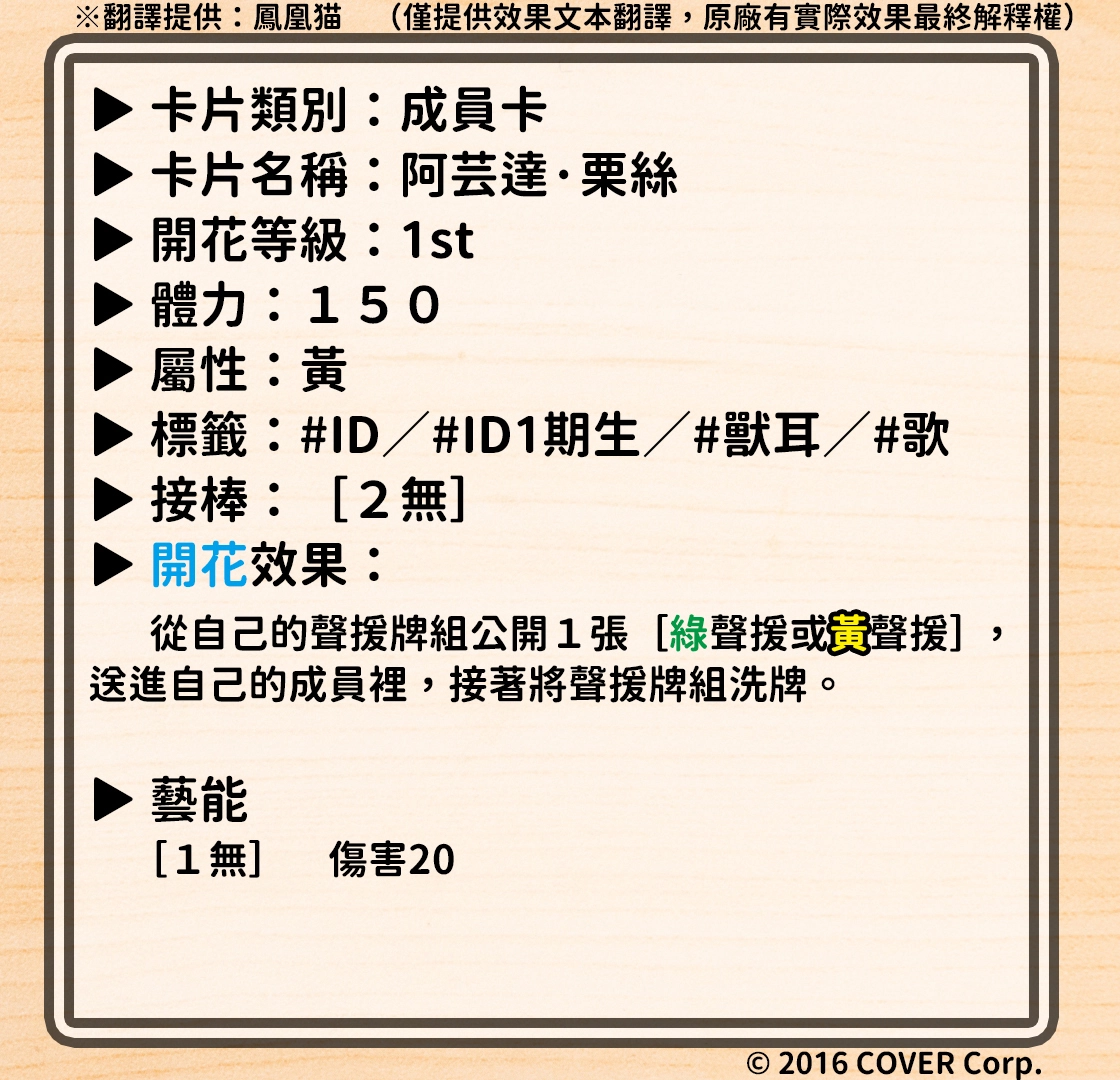 ※翻譯提供：鳳凰猫　（僅提供效果文本翻譯，原廠有實際效果最終解釋權）
▶ 卡片類別：成員卡
▶ 卡片名稱：阿芸達·栗絲
▶ 開花等級：1st
▶ 體力：１５０
▶ 屬性：黃
▶ 標籤：#ID／#ID1期生／#獸耳／#歌
▶ 接棒：［２無］
▶ 開花效果：
從自己的聲援牌組公開１張［綠聲援或黃聲援］，
送進自己的成員裡，接著將聲援牌組洗牌。
▶ 藝能
［１無］　傷害20
© 2016 COVER Corp.